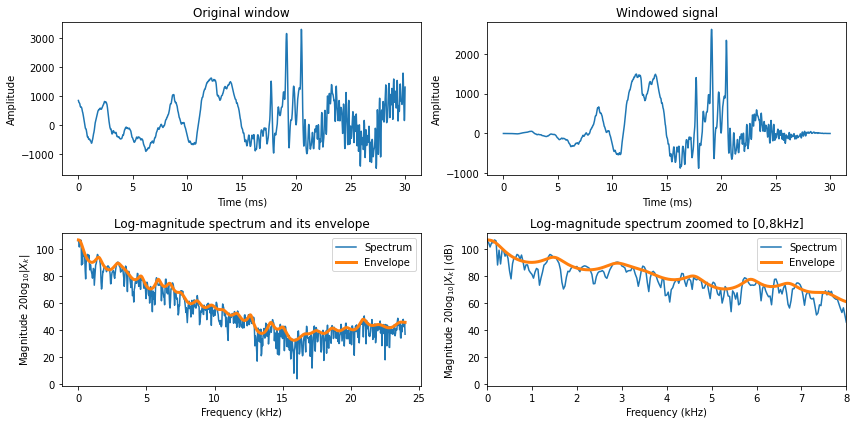 Original window
Amplitude
3000
2000
1000
0
−1000
0 5 10 15 20 25 30
Time (ms)
Windowed signal
Amplitude
2000
1000
0
−1000
0 5 10 15 20 25 30
Time (ms)
Log-magnitude spectrum and its envelope
Magnitude 20log₁₀|Xₖ|
100
80
60
40
20
0
Spectrum
Envelope
0 5 10 15 20 25
Frequency (kHz)
Log-magnitude spectrum zoomed to [0,8kHz]
Magnitude 20log₁₀|Xₖ| (dB)
100
80
60
40
20
0
Spectrum
Envelope
0 1 2 3 4 5 6 7 8
Frequency (kHz)